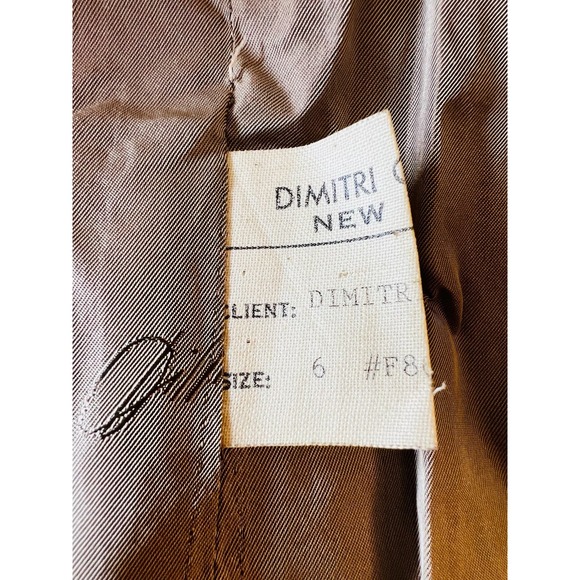 DIMITRI
NEW
CLIENT: DIMITR
SIZE: 6 #F8